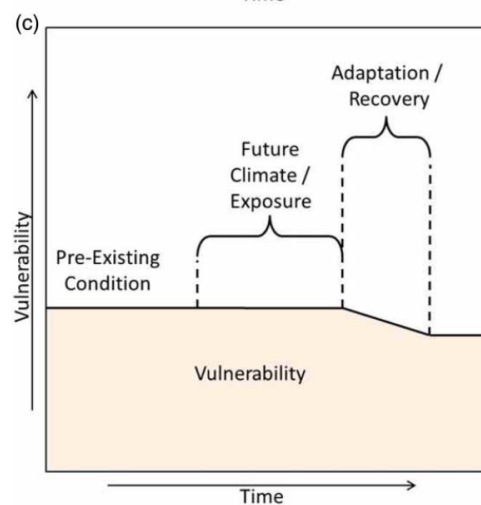 (c)
Adaptation /
Recovery
Future
Climate /
Exposure
Pre-Existing
Condition
Vulnerability
Vulnerability
Time